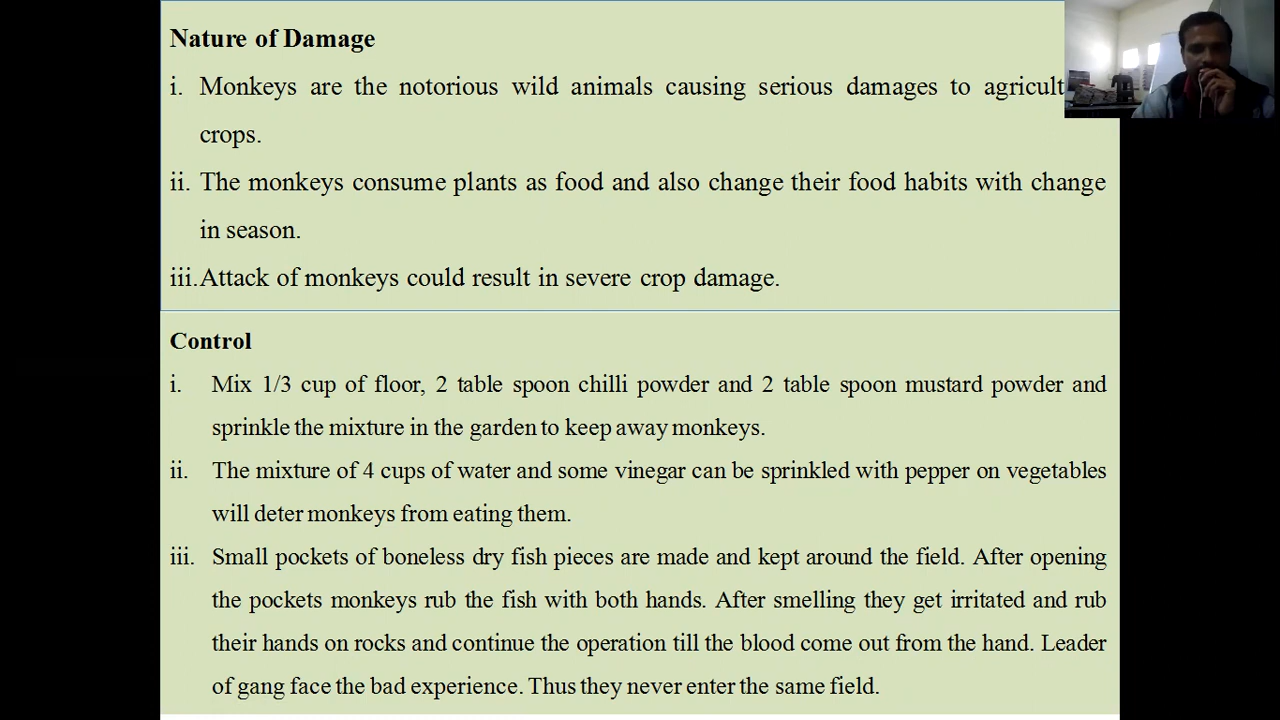 Nature of Damage
i. Monkeys are the notorious wild animals causing serious damages to agricult
crops.
ii. The monkeys consume plants as food and also change their food habits with change
in season.
iii. Attack of monkeys could result in severe crop damage.
Control
i. Mix 1/3 cup of floor, 2 table spoon chilli powder and 2 table spoon mustard powder and
sprinkle the mixture in the garden to keep away monkeys.
ii. The mixture of 4 cups of water and some vinegar can be sprinkled with pepper on vegetables
will deter monkeys from eating them.
iii. Small pockets of boneless dry fish pieces are made and kept around the field. After opening
the pockets monkeys rub the fish with both hands. After smelling they get irritated and rub
their hands on rocks and continue the operation till the blood come out from the hand. Leader
of gang face the bad experience. Thus they never enter the same field.